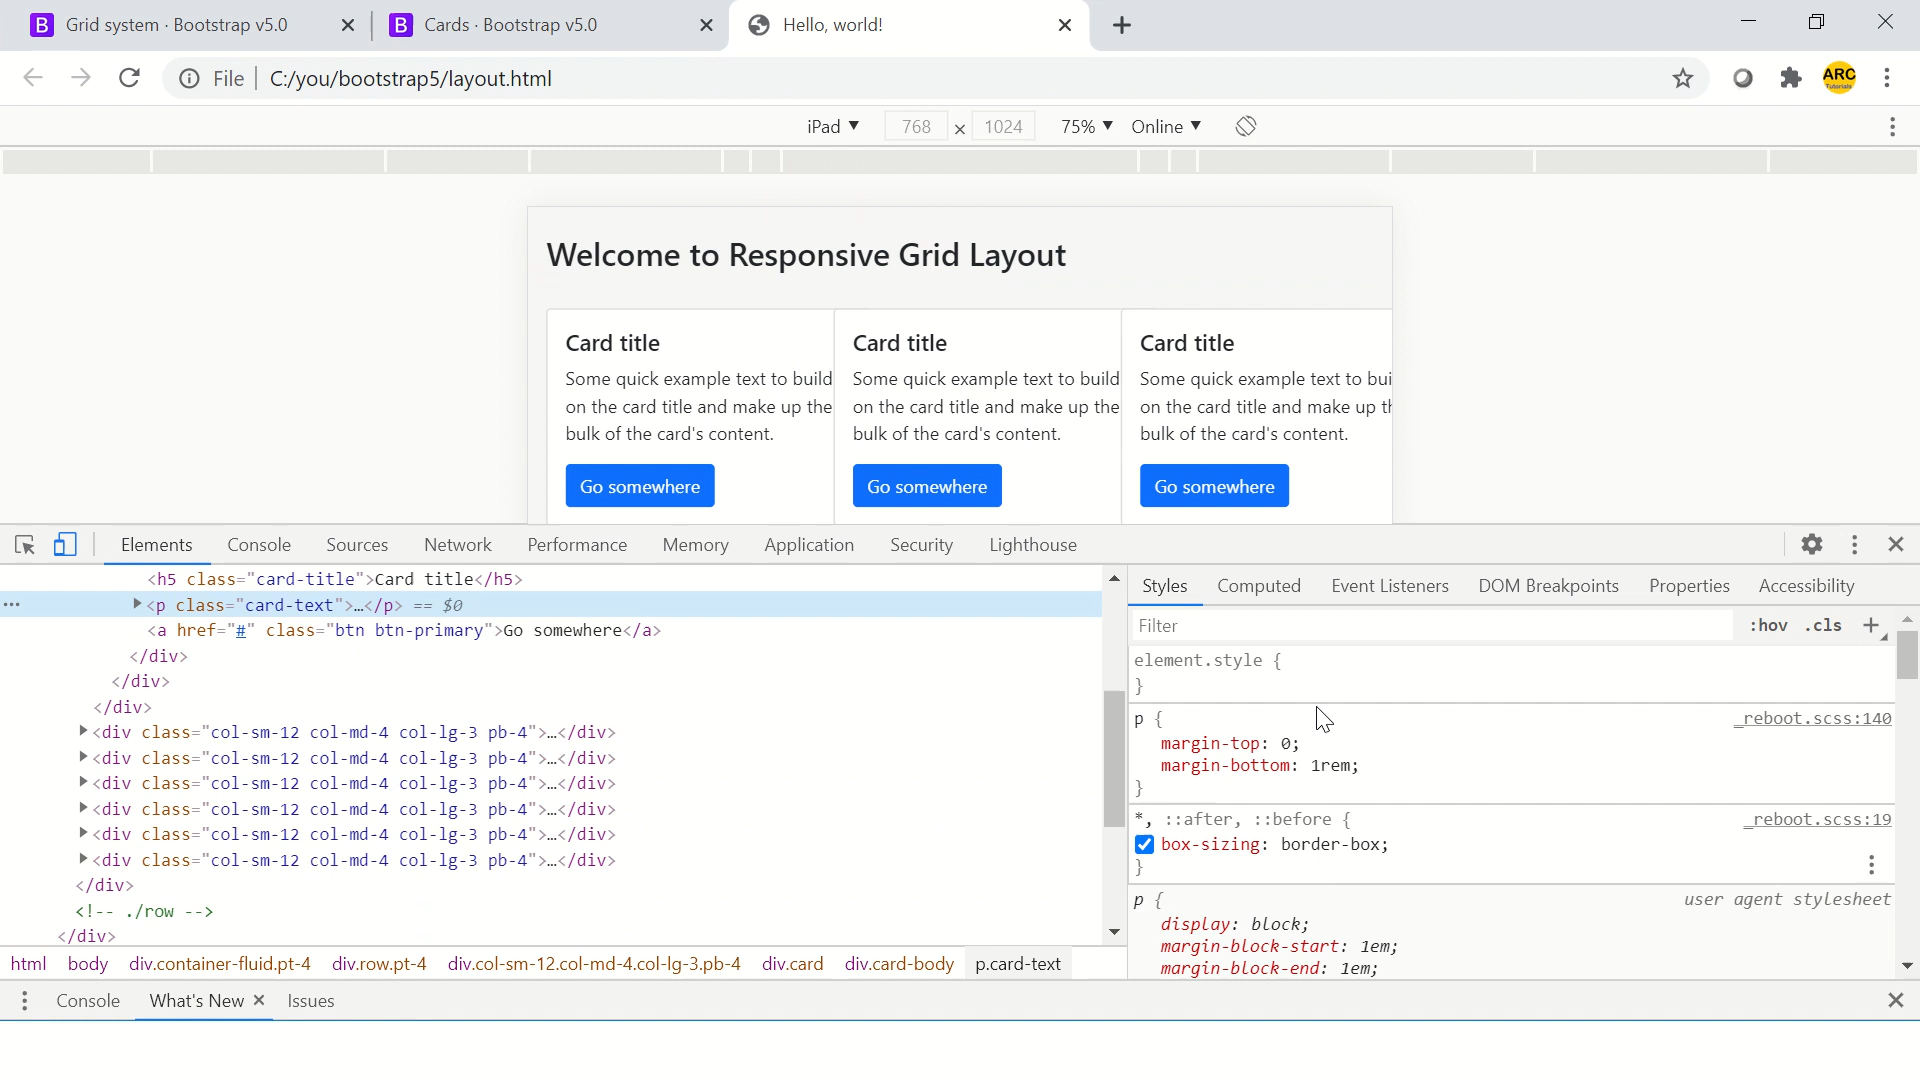 Grid system · Bootstrap v5.0
Cards · Bootstrap v5.0
Hello, world!
File
C:/you/bootstrap5/layout.html
ARC
Tutorials
iPad
768 × 1024
75%
Online
Welcome to Responsive Grid Layout
Card title
Some quick example text to build
on the card title and make up the
bulk of the card's content.
Go somewhere
Card title
Some quick example text to build
on the card title and make up the
bulk of the card's content.
Go somewhere
Card title
Some quick example text to bui
on the card title and make up th
bulk of the card's content.
Go somewhere
Elements Console Sources Network Performance Memory Application Security Lighthouse
<h5 class="card-title">Card title</h5>
<p class="card-text">…</p> == $0
<a href="#" class="btn btn-primary">Go somewhere</a>
</div>
</div>
</div>
<div class="col-sm-12 col-md-4 col-lg-3 pb-4">…</div>
<div class="col-sm-12 col-md-4 col-lg-3 pb-4">…</div>
<div class="col-sm-12 col-md-4 col-lg-3 pb-4">…</div>
<div class="col-sm-12 col-md-4 col-lg-3 pb-4">…</div>
<div class="col-sm-12 col-md-4 col-lg-3 pb-4">…</div>
<div class="col-sm-12 col-md-4 col-lg-3 pb-4">…</div>
</div>
<!-- ./row -->
</div>
html body div.container-fluid.pt-4 div.row.pt-4 div.col-sm-12.col-md-4.col-lg-3.pb-4 div.card div.card-body p.card-text
Styles Computed Event Listeners DOM Breakpoints Properties Accessibility
Filter
:hov .cls +
element.style {
}
p {
_reboot.scss:140
margin-top: 0;
margin-bottom: 1rem;
}
*, ::after, ::before {
_reboot.scss:19
box-sizing: border-box;
}
p {
user agent stylesheet
display: block;
margin-block-start: 1em;
margin-block-end: 1em;
Console What's New Issues